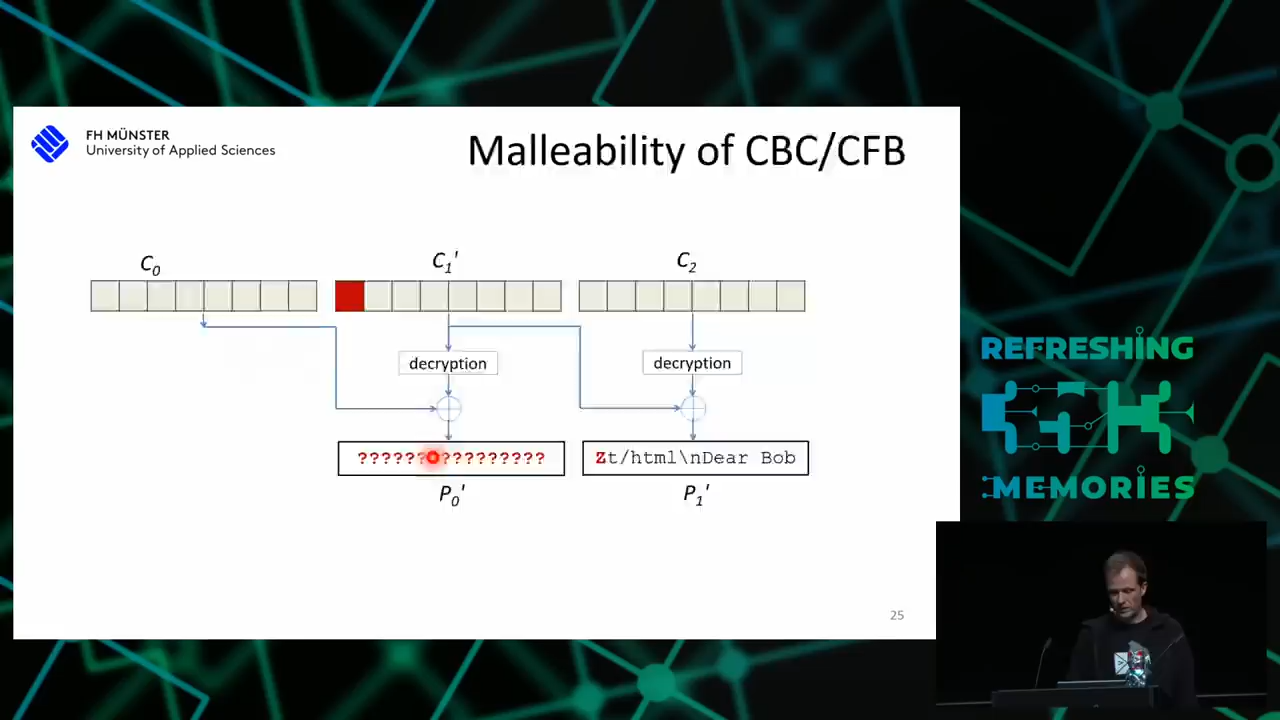 FH MÜNSTER
University of Applied Sciences
Malleability of CBC/CFB
C0 C1' C2
decryption decryption
????????????????
Zt/html\nDear Bob
P0' P1'
25
REFRESHING
MEMORIES